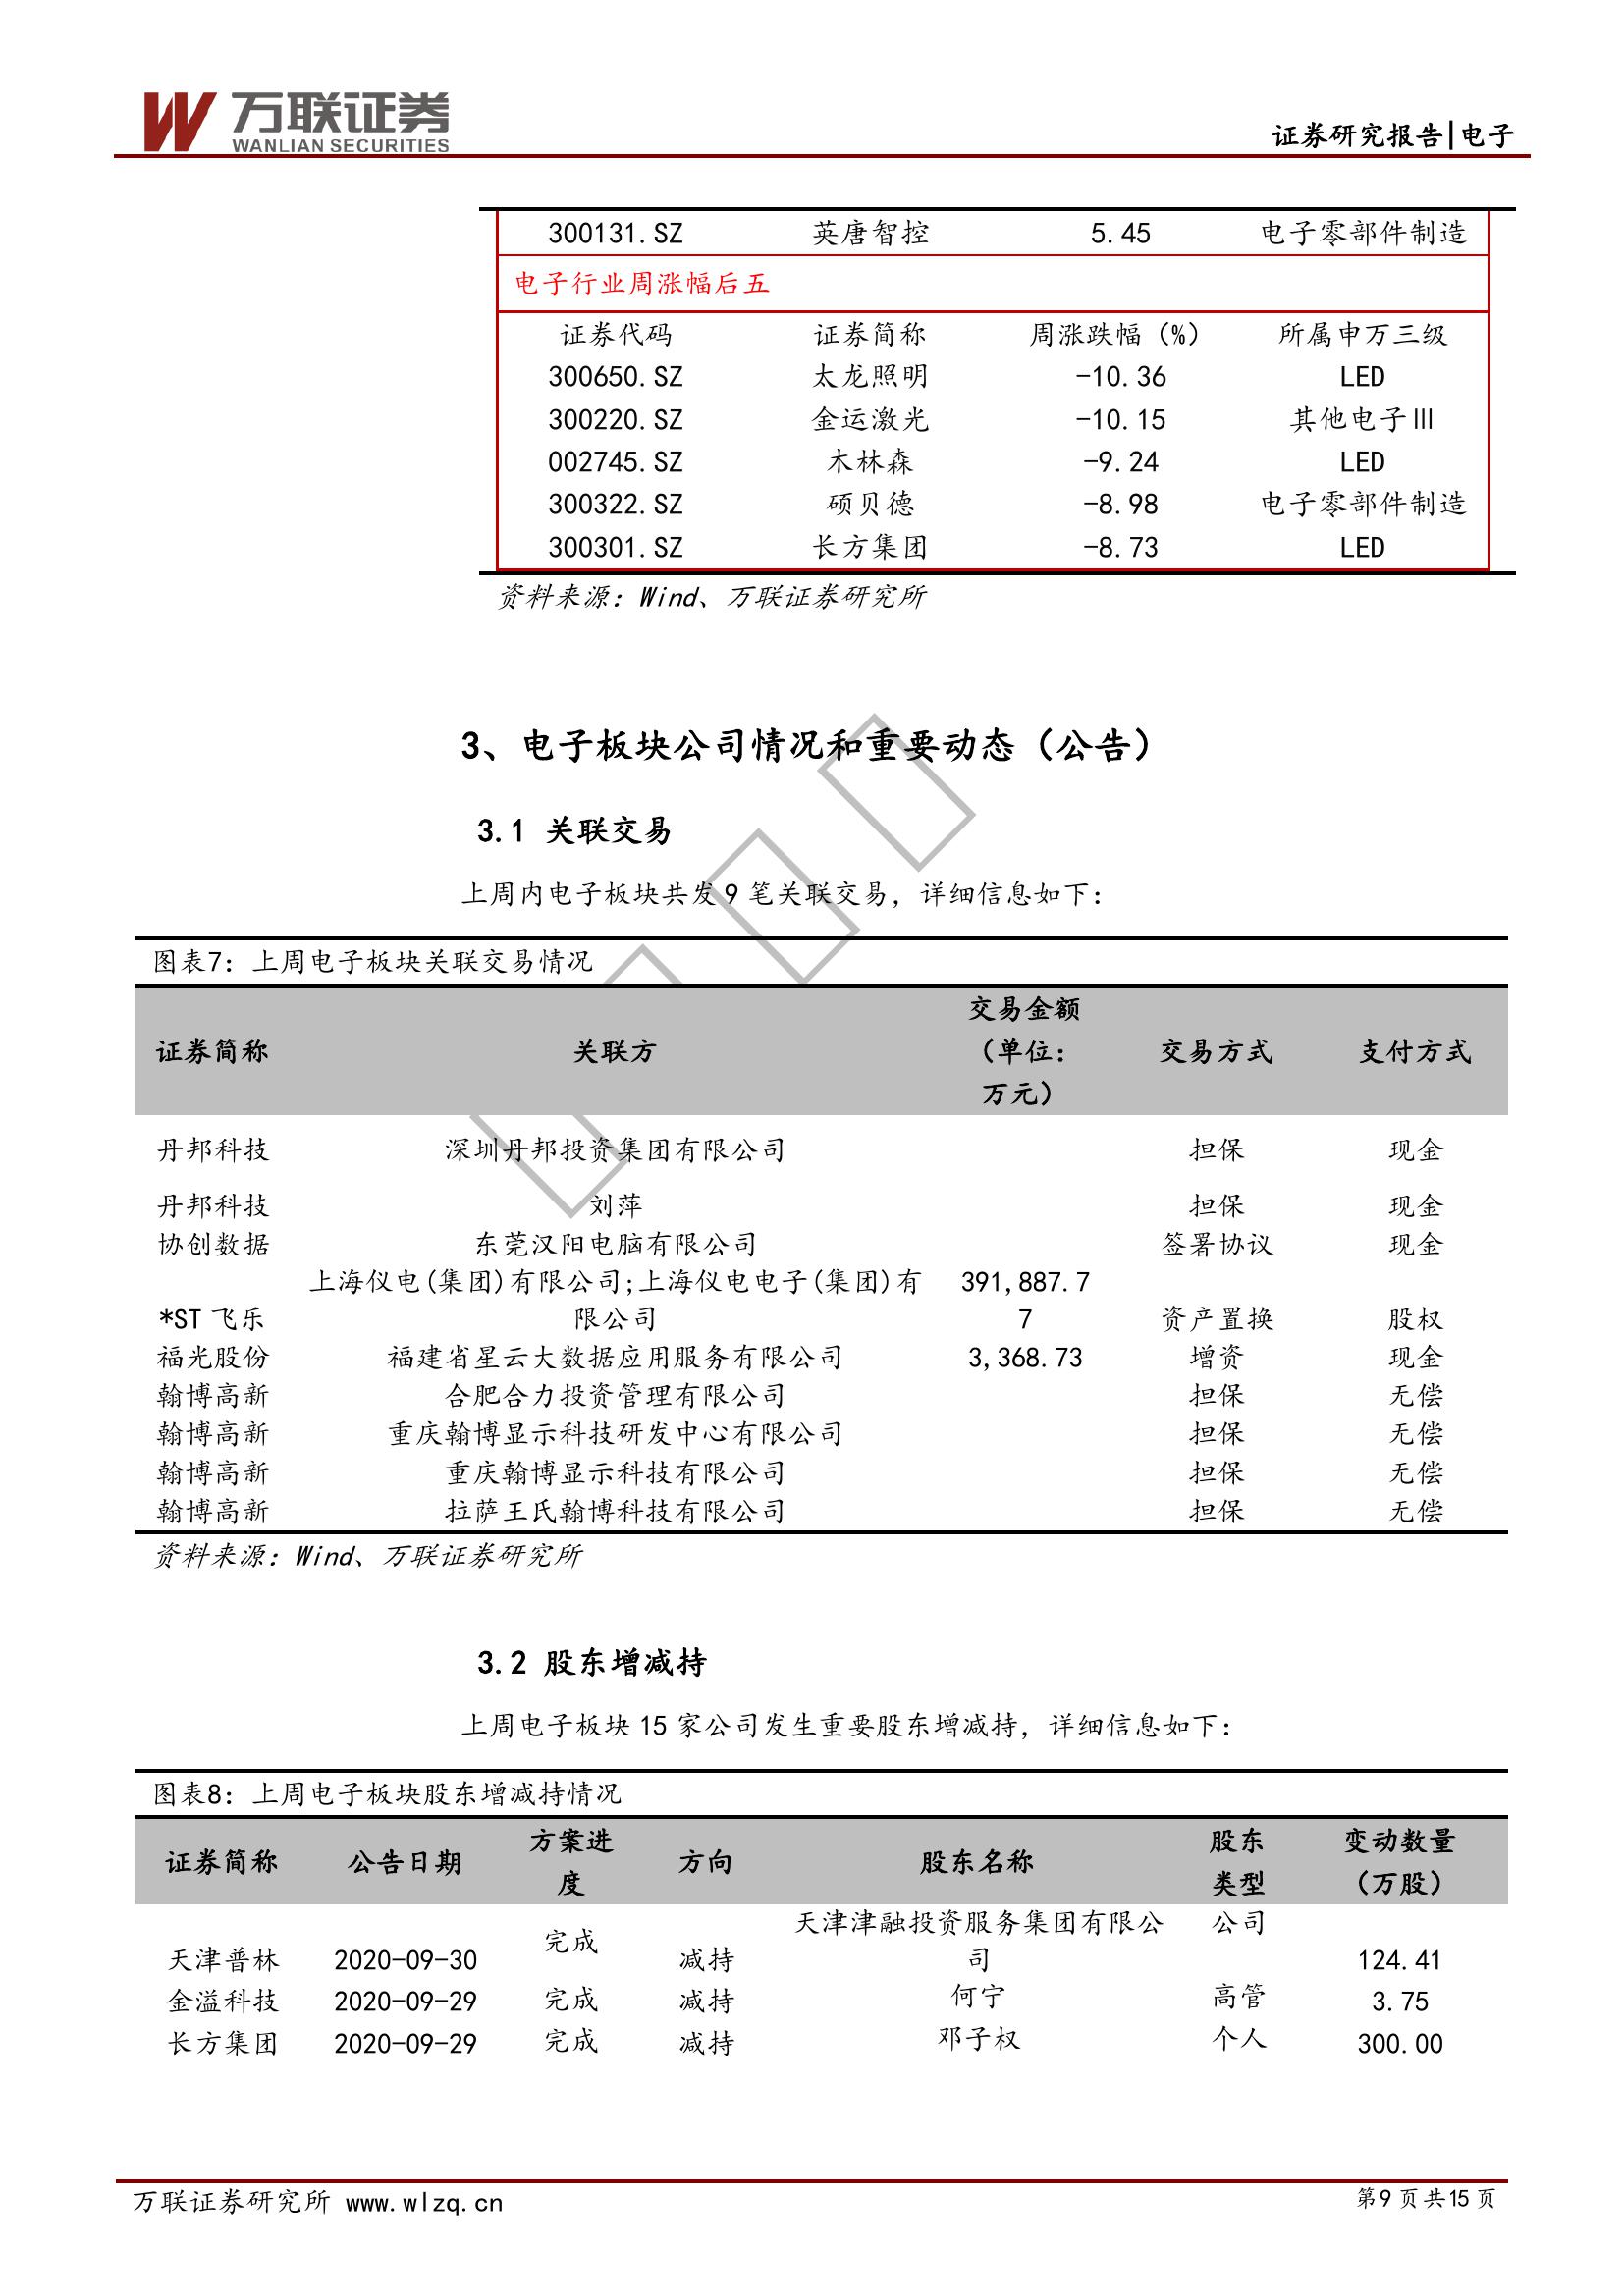 万联证券
WANLIAN SECURITIES
证券研究报告|电子
300131.SZ 英唐智控 5.45 电子零部件制造
电子行业周涨幅后五
证券代码 证券简称 周涨跌幅（%） 所属申万三级
300650.SZ 太龙照明 -10.36 LED
300220.SZ 金运激光 -10.15 其他电子Ⅲ
002745.SZ 木林森 -9.24 LED
300322.SZ 硕贝德 -8.98 电子零部件制造
300301.SZ 长方集团 -8.73 LED
资料来源：Wind、万联证券研究所
3、电子板块公司情况和重要动态（公告）
3.1 关联交易
上周内电子板块共发 9 笔关联交易，详细信息如下：
图表7：上周电子板块关联交易情况
证券简称 关联方 交易金额（单位：万元） 交易方式 支付方式
丹邦科技 深圳丹邦投资集团有限公司 担保 现金
丹邦科技 刘萍 担保 现金
协创数据 东莞汉阳电脑有限公司 签署协议 现金
上海仪电(集团)有限公司;上海仪电电子(集团)有 391,887.7
*ST 飞乐 限公司 7 资产置换 股权
福光股份 福建省星云大数据应用服务有限公司 3,368.73 增资 现金
翰博高新 合肥合力投资管理有限公司 担保 无偿
翰博高新 重庆翰博显示科技研发中心有限公司 担保 无偿
翰博高新 重庆翰博显示科技有限公司 担保 无偿
翰博高新 拉萨王氏翰博科技有限公司 担保 无偿
资料来源：Wind、万联证券研究所
3.2 股东增减持
上周电子板块 15 家公司发生重要股东增减持，详细信息如下：
图表8：上周电子板块股东增减持情况
证券简称 公告日期 方案进度 方向 股东名称 股东类型 变动数量（万股）
天津普林 2020-09-30 完成 减持 天津津融投资服务集团有限公司 公司 124.41
金溢科技 2020-09-29 完成 减持 何宁 高管 3.75
长方集团 2020-09-29 完成 减持 邓子权 个人 300.00
万联证券研究所 www.wlzq.cn
第9页共15页